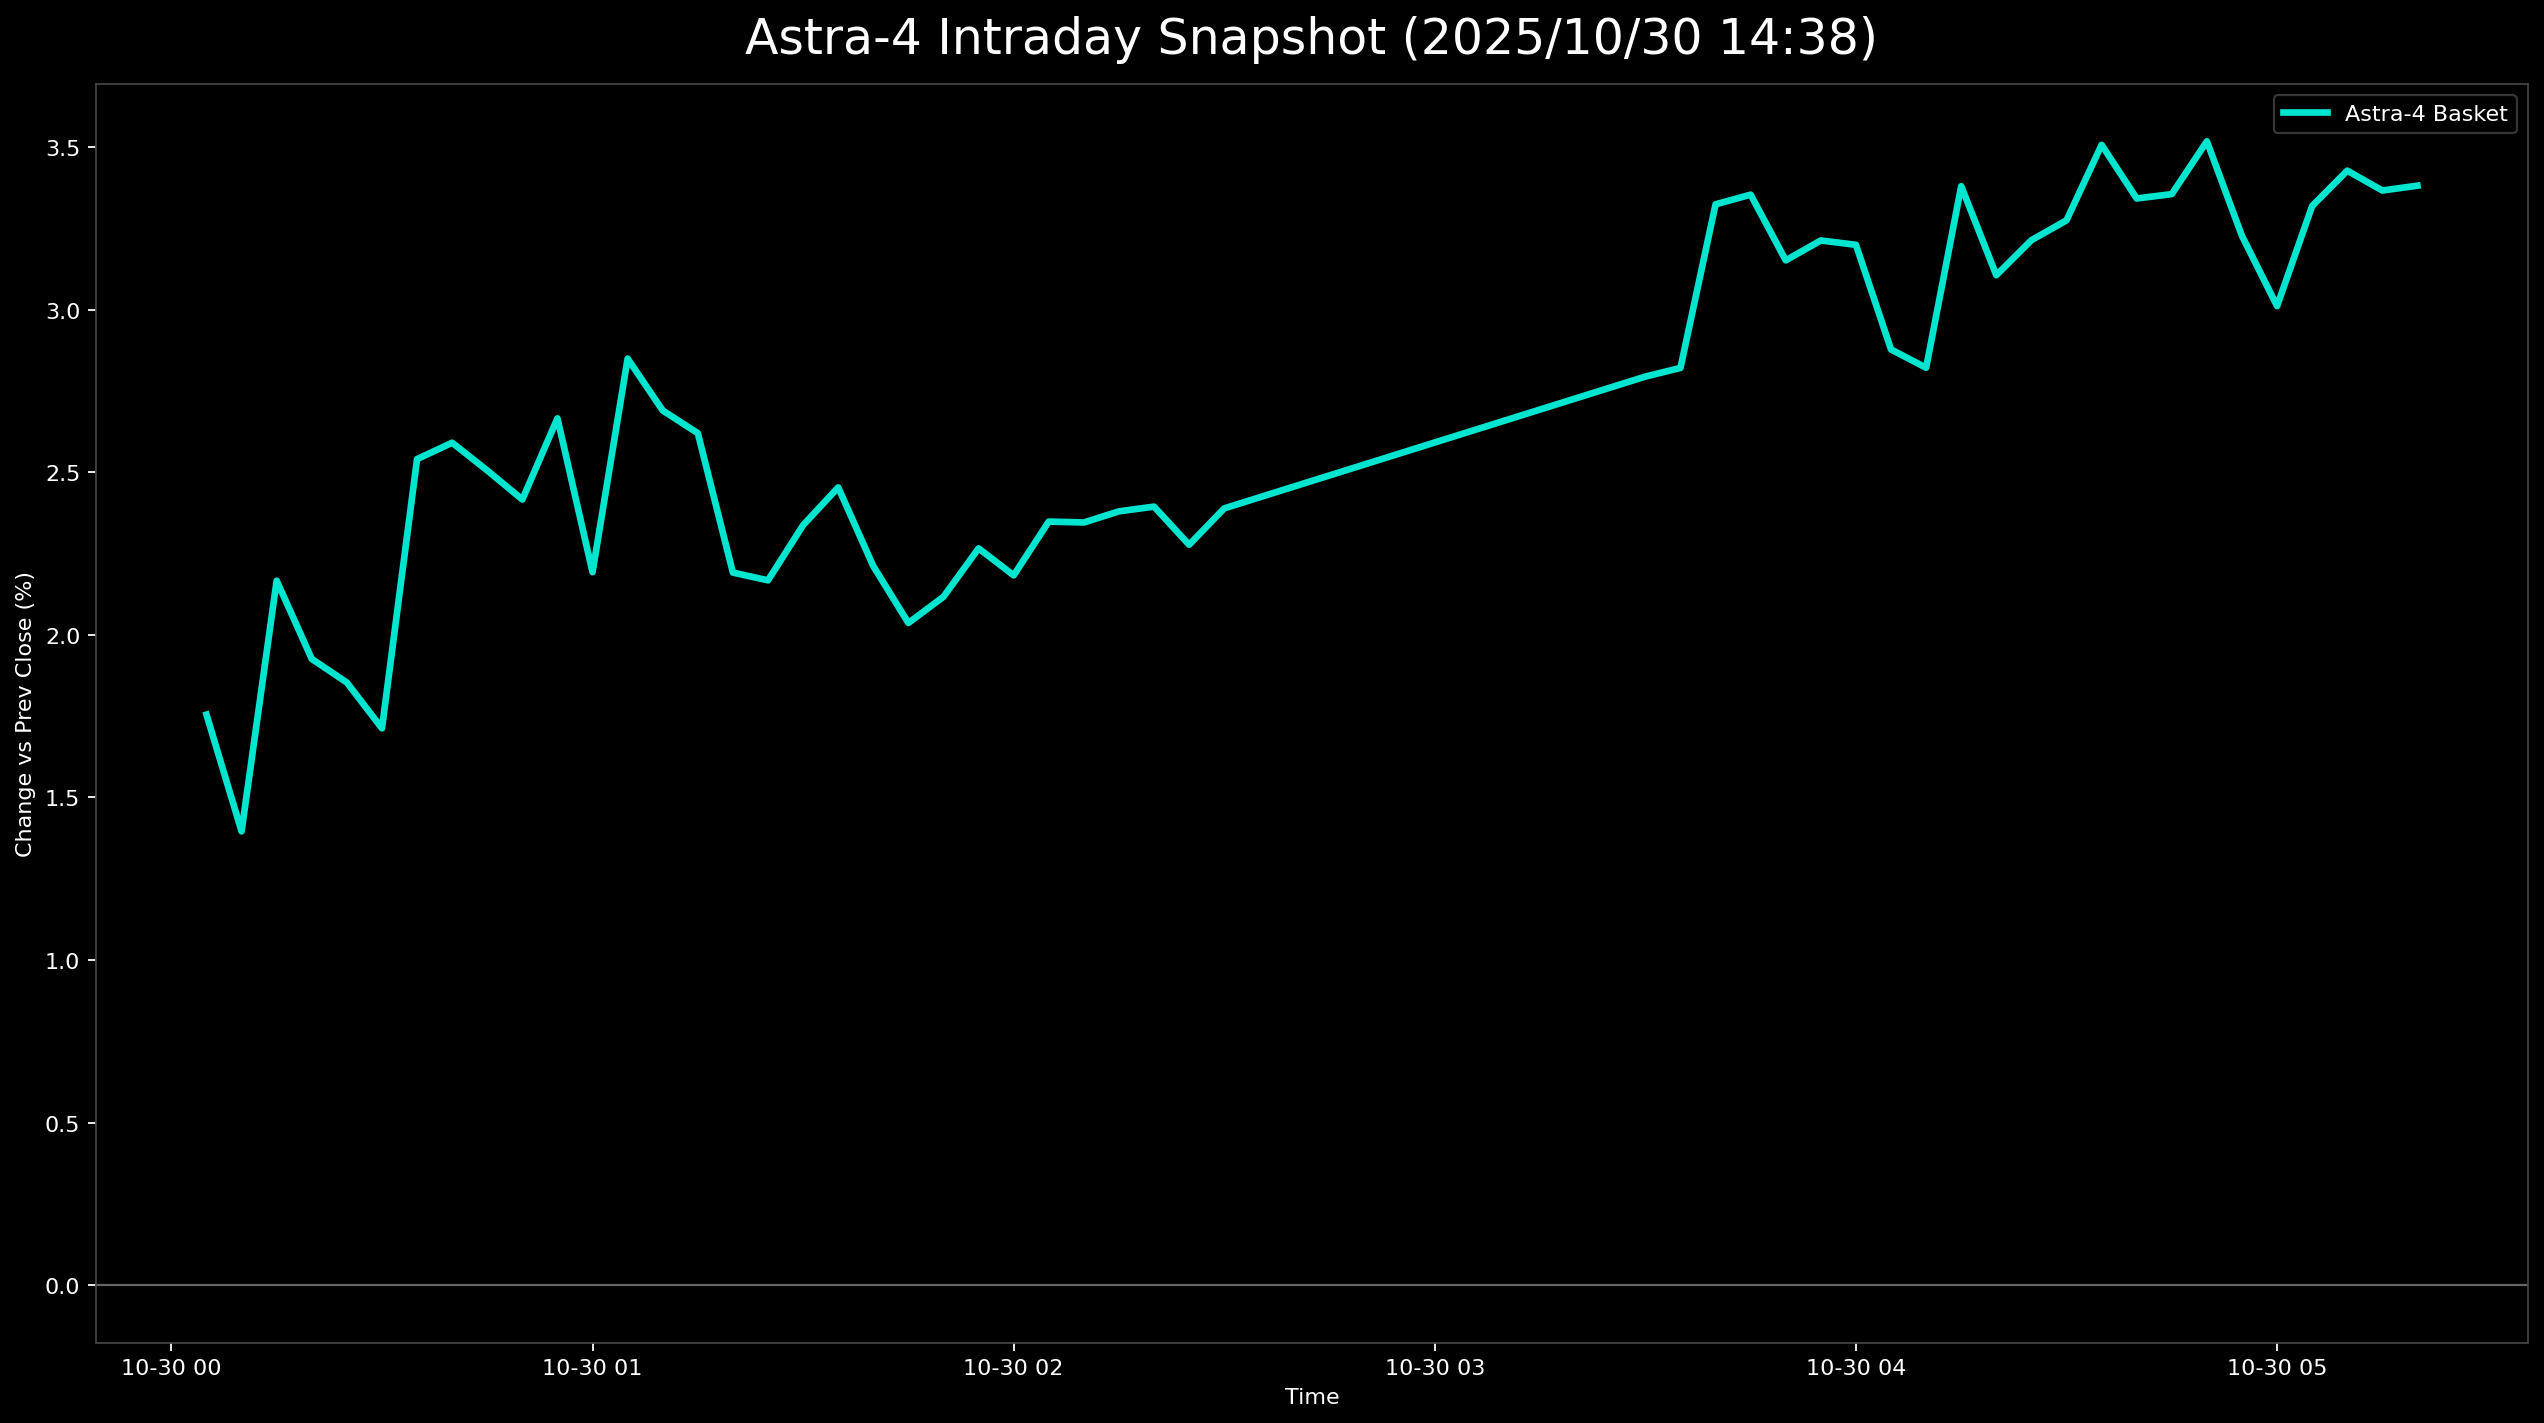 Astra-4 Intraday Snapshot (2025/10/30 14:38)
Astra-4 Basket
Change vs Prev Close (%)
3.5
3.0
2.5
2.0
1.5
1.0
0.5
0.0
10-30 00 10-30 01 10-30 02 10-30 03 10-30 04 10-30 05
Time